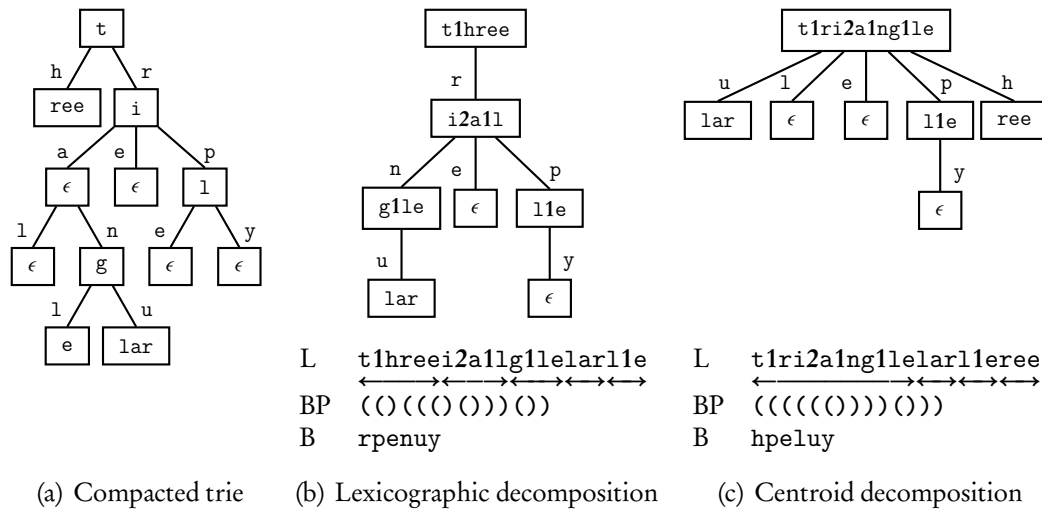 t
h r
ree i
a e p
ϵ ϵ l
l n e y
ϵ g ϵ ϵ
l u
e lar
t1hree
r
i2a1l
n e p
g1le ϵ l1e
u y
lar ϵ
L t1hreei2a1lg1lelarl1e
BP (()((()()))())
B rpenuy
t1ri2a1ng1le
u l e p h
lar ϵ ϵ l1e ree
y
ϵ
L t1ri2a1ng1lelarl1eree
BP (((((())))()))
B hpeluy
(a) Compacted trie
(b) Lexicographic decomposition
(c) Centroid decomposition